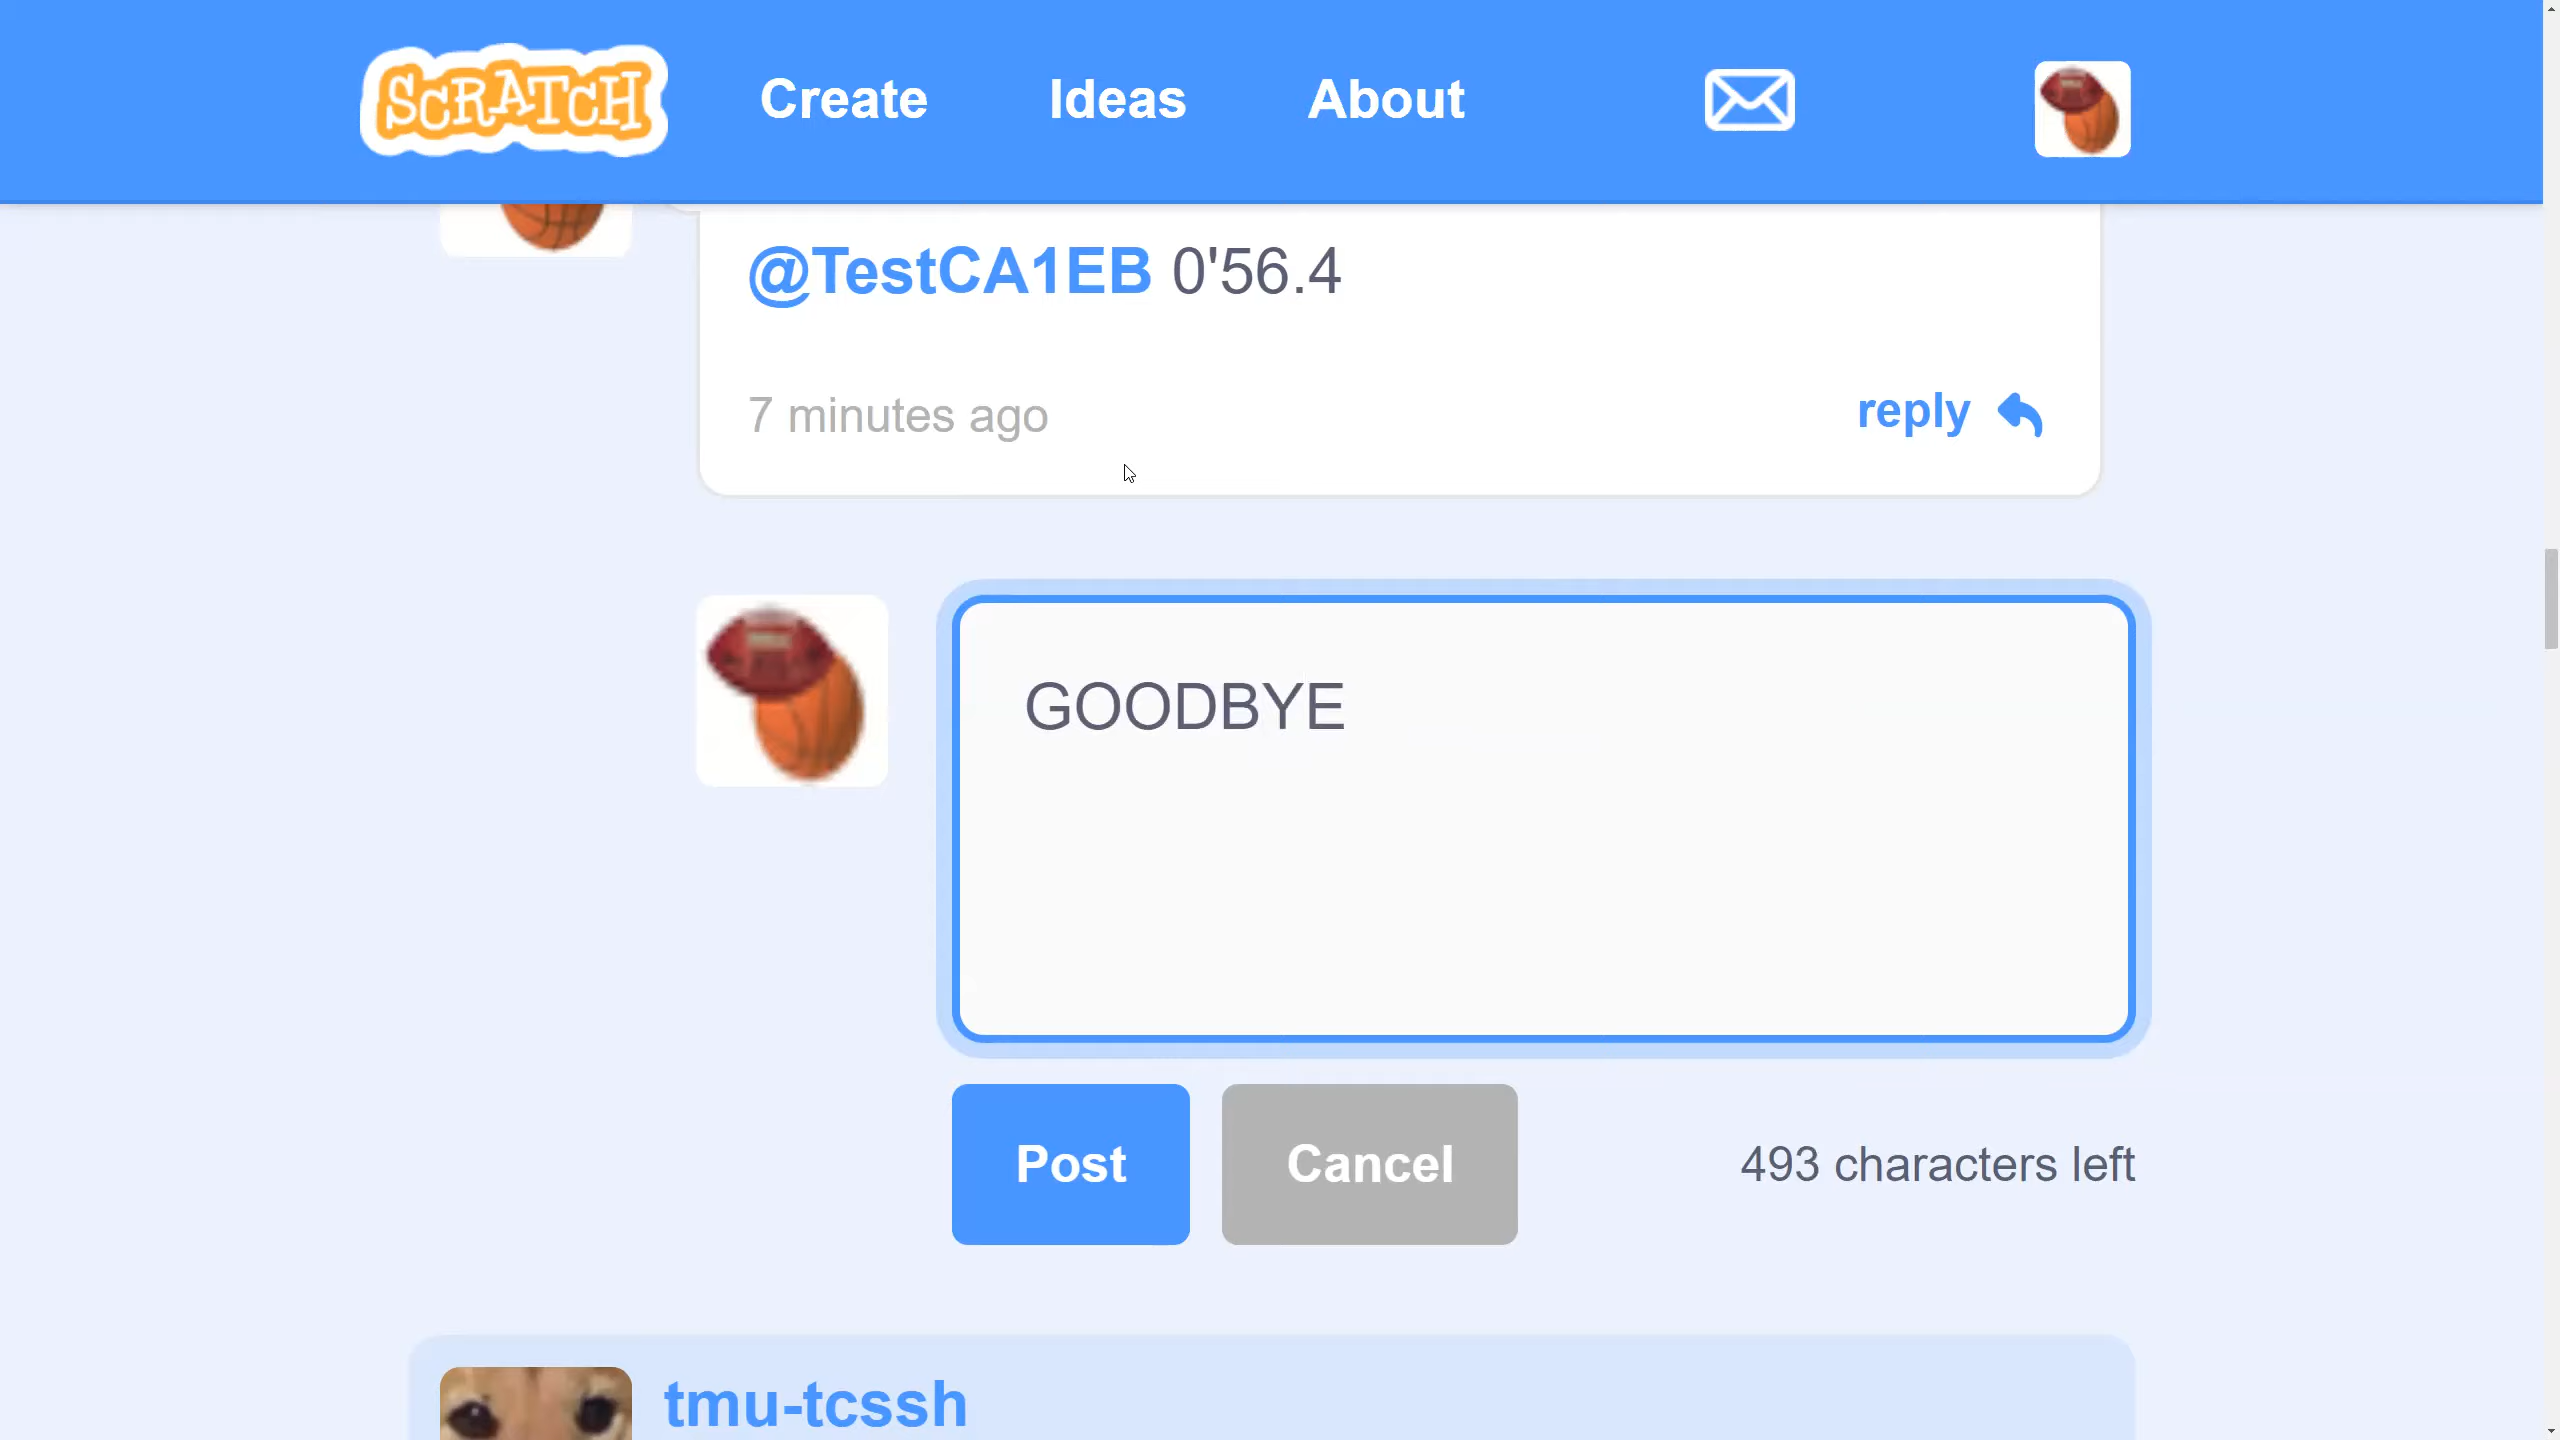 SCRATCH
Create
Ideas
About
@TestCA1EB 0'56.4
7 minutes ago
reply
GOODBYE
Post
Cancel
493 characters left
tmu-tcssh